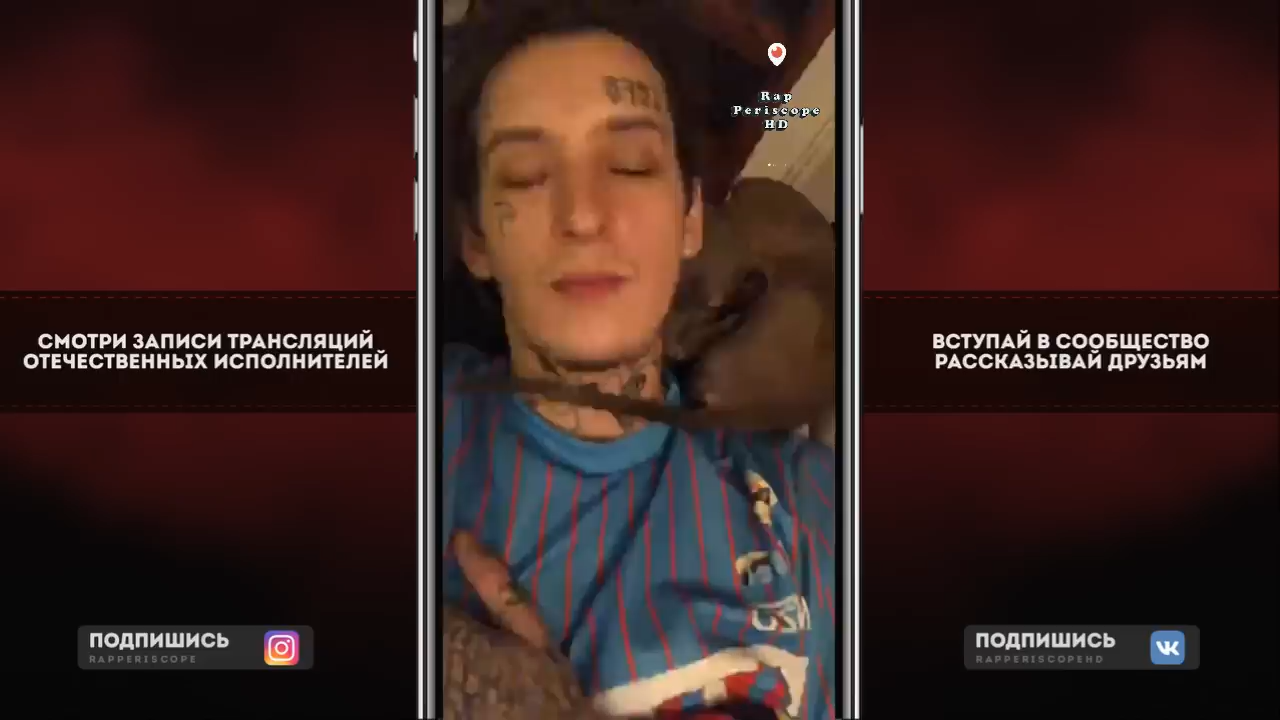 Rap
Periscope
HD
СМОТРИ ЗАПИСИ ТРАНСЛЯЦИЙ
ОТЕЧЕСТВЕННЫХ ИСПОЛНИТЕЛЕЙ
ВСТУПАЙ В СООБЩЕСТВО
РАССКАЗЫВАЙ ДРУЗЬЯМ
ПОДПИШИСЬ
RAPPERISCOPE
ПОДПИШИСЬ
RAPPERISCOPEHD